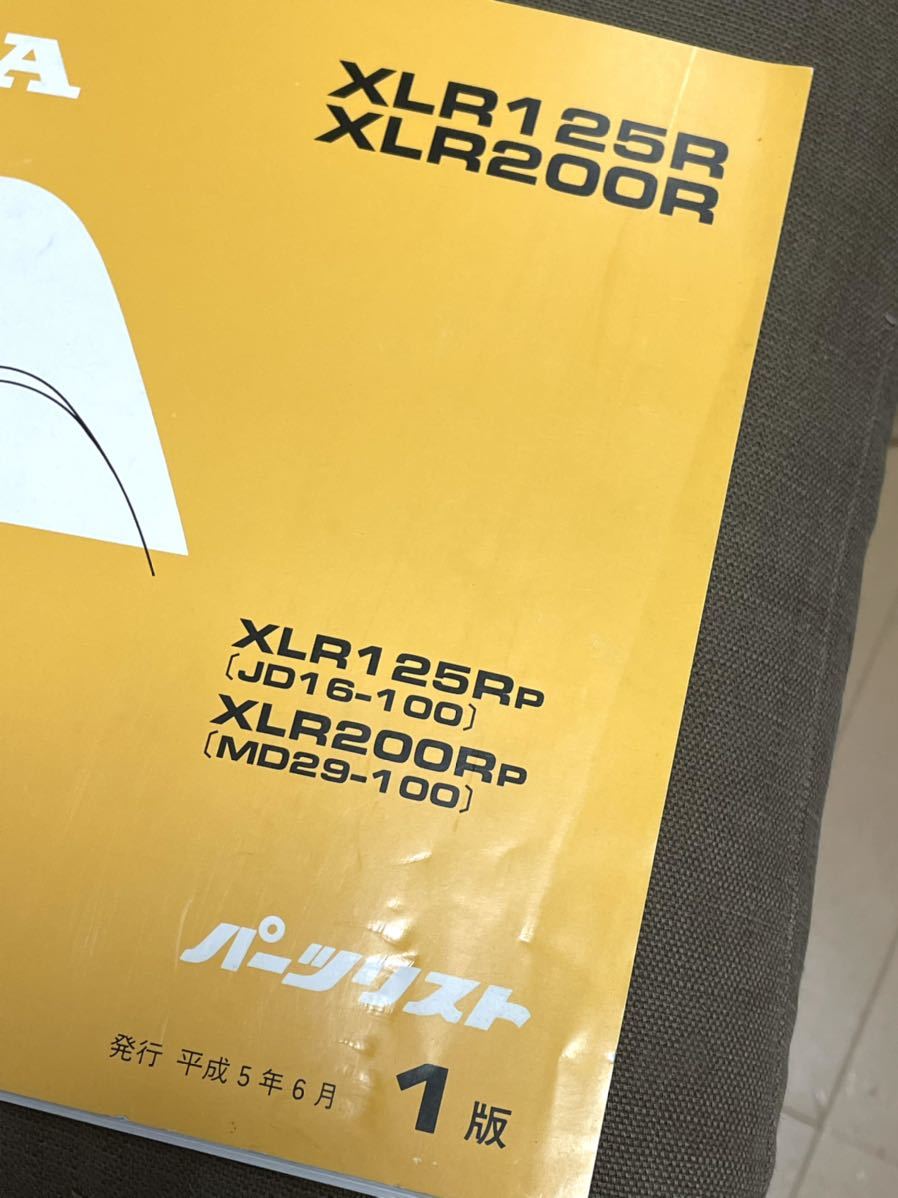 A
XLR125R
XLR200R
XLR125RP
〔JD16-100〕
XLR200RP
〔MD29-100〕
パーツリスト
発行 平成5年6月 1版